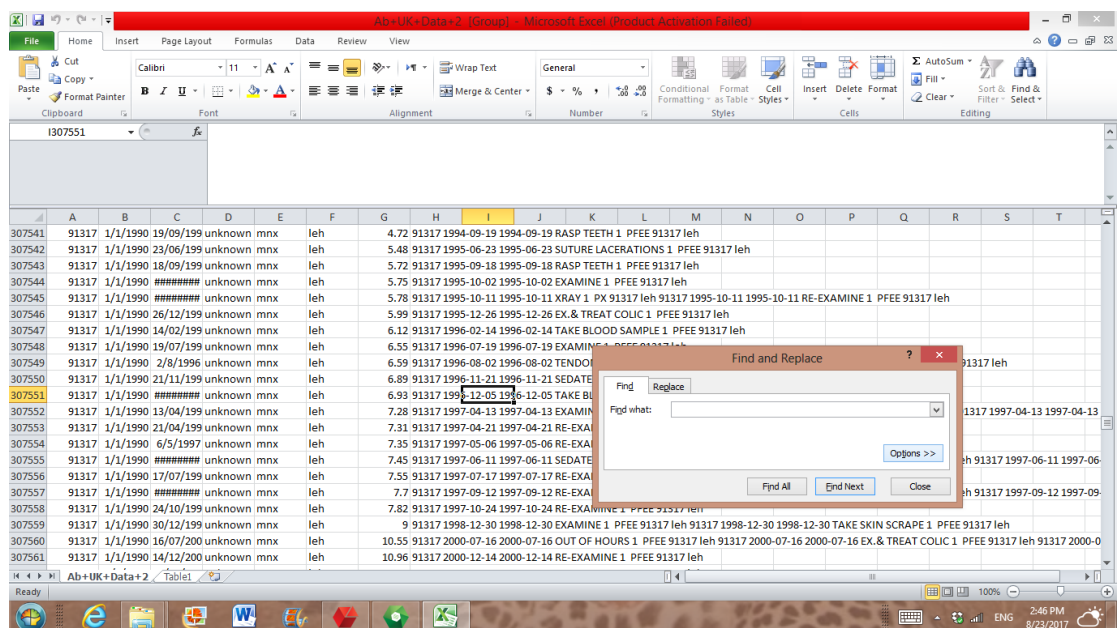 Ab+UK+Data+2 [Group] - Microsoft Excel (Product Activation Failed)
File Home Insert Page Layout Formulas Data Review View
Paste Cut Copy Format Painter Clipboard
Calibri 11 A A B I U A Font
Wrap Text Merge & Center Alignment
General $ % , Number
Conditional Formatting Format as Table Cell Styles Styles
Insert Delete Format Cells
Σ AutoSum Fill Clear Sort & Filter Find & Select Editing
I307551 fx
A B C D E F G H I J K L M N O P Q R S T
307541 91317 1/1/1990 19/09/199 unknown mnx leh 4.72 91317 1994-09-19 1994-09-19 RASP TEETH 1 PFEE 91317 leh
307542 91317 1/1/1990 23/06/199 unknown mnx leh 5.48 91317 1995-06-23 1995-06-23 SUTURE LACERATIONS 1 PFEE 91317 leh
307543 91317 1/1/1990 18/09/199 unknown mnx leh 5.72 91317 1995-09-18 1995-09-18 RASP TEETH 1 PFEE 91317 leh
307544 91317 1/1/1990 ######## unknown mnx leh 5.75 91317 1995-10-02 1995-10-02 EXAMINE 1 PFEE 91317 leh
307545 91317 1/1/1990 ######## unknown mnx leh 5.78 91317 1995-10-11 1995-10-11 XRAY 1 PX 91317 leh 91317 1995-10-11 1995-10-11 RE-EXAMINE 1 PFEE 91317 leh
307546 91317 1/1/1990 26/12/199 unknown mnx leh 5.99 91317 1995-12-26 1995-12-26 EX.& TREAT COLIC 1 PFEE 91317 leh
307547 91317 1/1/1990 14/02/199 unknown mnx leh 6.12 91317 1996-02-14 1996-02-14 TAKE BLOOD SAMPLE 1 PFEE 91317 leh
307548 91317 1/1/1990 19/07/199 unknown mnx leh 6.55 91317 1996-07-19 1996-07-19 EXAMINE 1 PFEE 91317 leh
307549 91317 1/1/1990 2/8/1996 unknown mnx leh 6.59 91317 1996-08-02 1996-08-02 TENDO 91317 leh
307550 91317 1/1/1990 21/11/199 unknown mnx leh 6.89 91317 1996-11-21 1996-11-21 SEDATE
307551 91317 1/1/1990 ######## unknown mnx leh 6.93 91317 1996-12-05 1996-12-05 TAKE BL
307552 91317 1/1/1990 13/04/199 unknown mnx leh 7.28 91317 1997-04-13 1997-04-13 EXAMIN 1317 1997-04-13 1997-04-13
307553 91317 1/1/1990 21/04/199 unknown mnx leh 7.31 91317 1997-04-21 1997-04-21 RE-EXA
307554 91317 1/1/1990 6/5/1997 unknown mnx leh 7.35 91317 1997-05-06 1997-05-06 RE-EXA
307555 91317 1/1/1990 ######## unknown mnx leh 7.45 91317 1997-06-11 1997-06-11 SEDATE eh 91317 1997-06-11 1997-06-
307556 91317 1/1/1990 17/07/199 unknown mnx leh 7.55 91317 1997-07-17 1997-07-17 RE-EXA
307557 91317 1/1/1990 ######## unknown mnx leh 7.7 91317 1997-09-12 1997-09-12 RE-EXA eh 91317 1997-09-12 1997-09-
307558 91317 1/1/1990 24/10/199 unknown mnx leh 7.82 91317 1997-10-24 1997-10-24 RE-EXAMINE 1 PFEE 91317 leh
307559 91317 1/1/1990 30/12/199 unknown mnx leh 9 91317 1998-12-30 1998-12-30 EXAMINE 1 PFEE 91317 leh 91317 1998-12-30 1998-12-30 TAKE SKIN SCRAPE 1 PFEE 91317 leh
307560 91317 1/1/1990 16/07/200 unknown mnx leh 10.55 91317 2000-07-16 2000-07-16 OUT OF HOURS 1 PFEE 91317 leh 91317 2000-07-16 2000-07-16 EX.& TREAT COLIC 1 PFEE 91317 leh 91317 2000-0
307561 91317 1/1/1990 14/12/200 unknown mnx leh 10.96 91317 2000-12-14 2000-12-14 RE-EXAMINE 1 PFEE 91317 leh
Find and Replace ?
Find Replace
Find what:
Options >>
Find All Find Next Close
Ab+UK+Data+2 Table1
Ready 100%
ENG 2:46 PM
8/23/2017